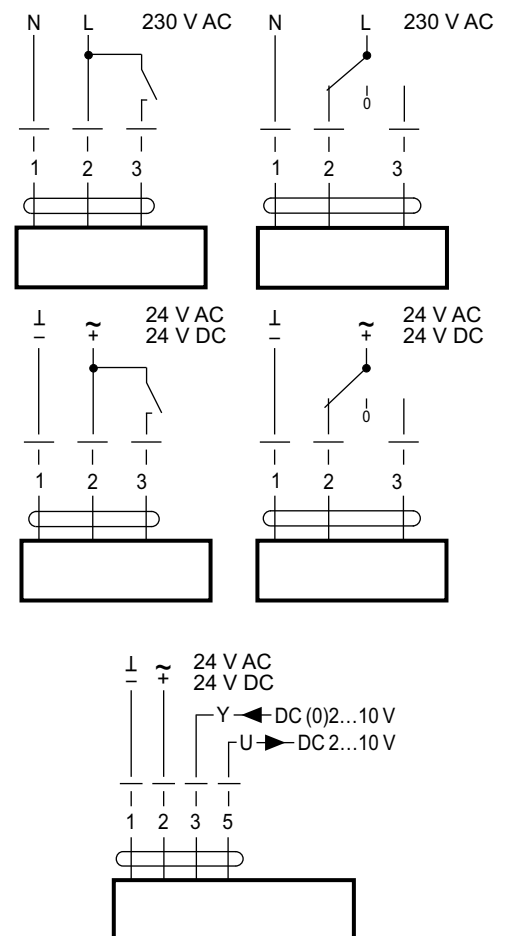 N L 230 V AC
1 2 3
N L 230 V AC
0
1 2 3
⊥ ~ 24 V AC
– + 24 V DC
1 2 3
⊥ ~ 24 V AC
– + 24 V DC
0
1 2 3
⊥ ~ 24 V AC
– + 24 V DC
Y DC (0)2…10 V
U DC 2…10 V
1 2 3 5